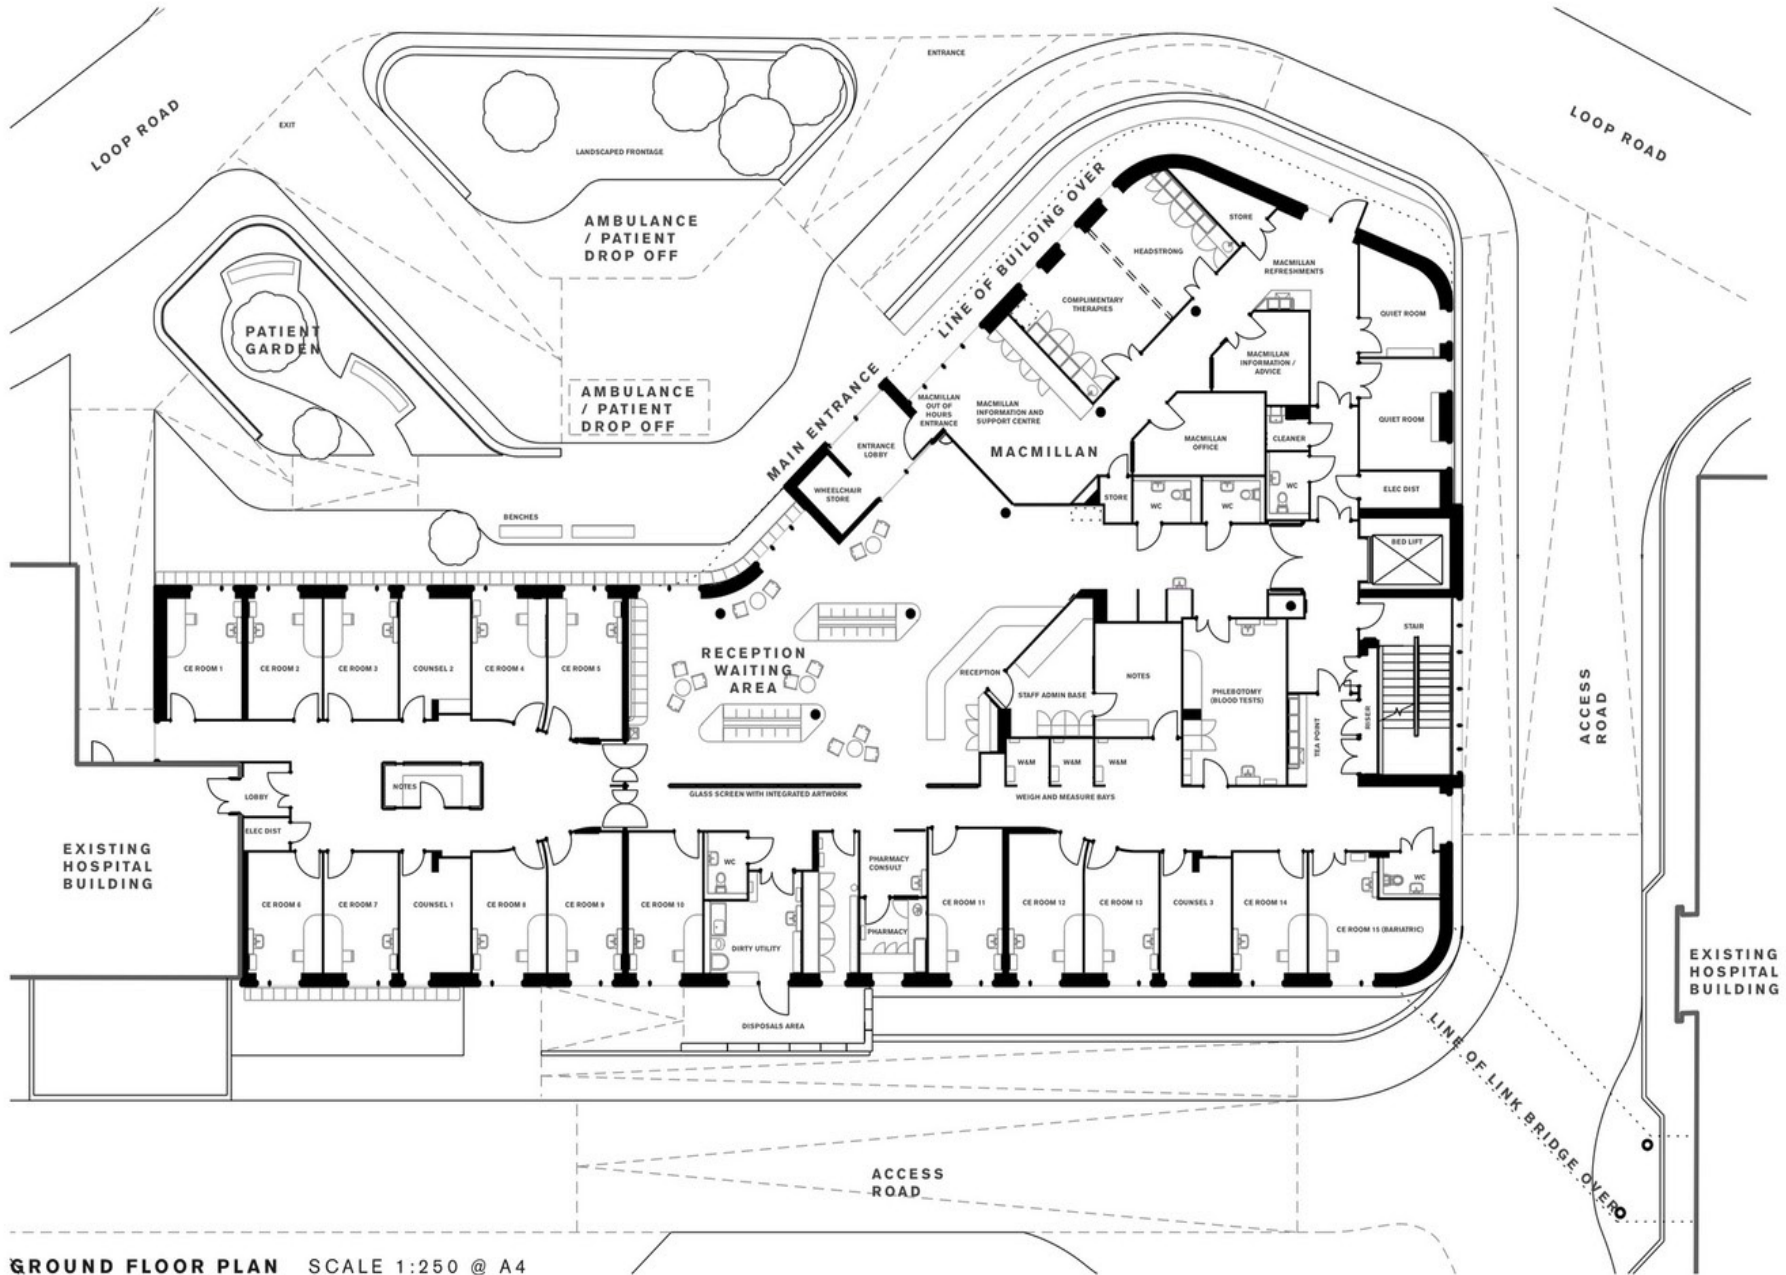 LOOP ROAD
EXIT
ENTRANCE
LANDSCAPED FRONTAGE
LOOP ROAD
AMBULANCE
/ PATIENT
DROP OFF
PATIENT
GARDEN
AMBULANCE
/ PATIENT
DROP OFF
LINE OF BUILDING OVER
MAIN ENTRANCE
STORE
HEADSTRONG
MACMILLAN
REFRESHMENTS
COMPLIMENTARY
THERAPIES
QUIET ROOM
MACMILLAN
INFORMATION /
ADVICE
MACMILLAN
OUT OF
HOURS
ENTRANCE
MACMILLAN
INFORMATION AND
SUPPORT CENTRE
QUIET ROOM
MACMILLAN
OFFICE
CLEANER
ENTRANCE
LOBBY
MACMILLAN
WHEELCHAIR
STORE
STORE
WC
WC
WC
ELEC DIST
BENCHES
BED LIFT
STAIR
CE ROOM 1
CE ROOM 2
CE ROOM 3
COUNSEL 2
CE ROOM 4
CE ROOM 5
RECEPTION
WAITING
AREA
RECEPTION
STAFF ADMIN BASE
NOTES
PHLEBOTOMY
(BLOOD TESTS)
TEA POINT
RISER
ACCESS
ROAD
W&M
W&M
W&M
WEIGH AND MEASURE BAYS
GLASS SCREEN WITH INTEGRATED ARTWORK
NOTES
LOBBY
ELEC DIST
EXISTING
HOSPITAL
BUILDING
WC
PHARMACY
CONSULT
WC
CE ROOM 6
CE ROOM 7
COUNSEL 1
CE ROOM 8
CE ROOM 9
CE ROOM 10
DIRTY UTILITY
PHARMACY
CE ROOM 11
CE ROOM 12
CE ROOM 13
COUNSEL 3
CE ROOM 14
CE ROOM 15 (BARIATRIC)
EXISTING
HOSPITAL
BUILDING
DISPOSALS AREA
LINE OF LINK BRIDGE OVER
ACCESS
ROAD
GROUND FLOOR PLAN SCALE 1:250 @ A4